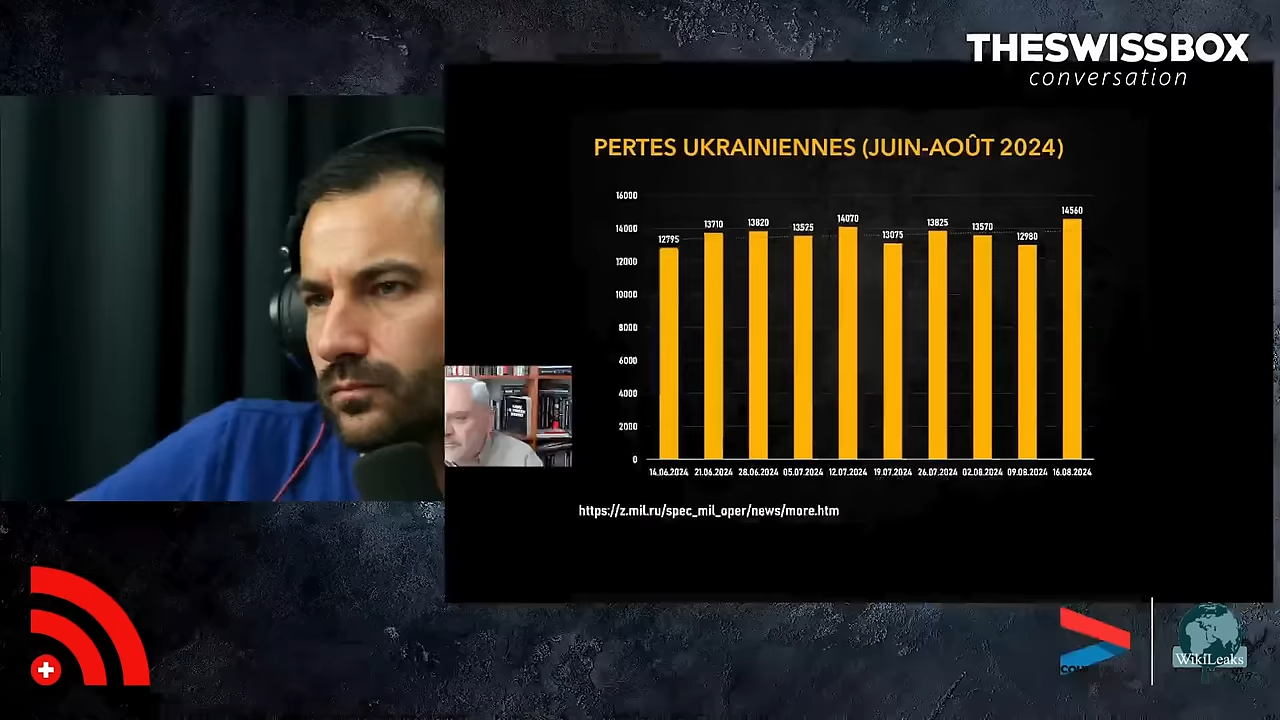 THESWISSBOX
conversation
PERTES UKRAINIENNES (JUIN-AOÛT 2024)
16000
14000
12000
10000
8000
6000
4000
2000
0
12795 13710 13820 13525 14070 13075 13825 13570 12980 14560
14.06.2024 21.06.2024 28.06.2024 05.07.2024 12.07.2024 19.07.2024 26.07.2024 02.08.2024 09.08.2024 16.08.2024
https://z.mil.ru/spec_mil_oper/news/more.htm
WikiLeaks